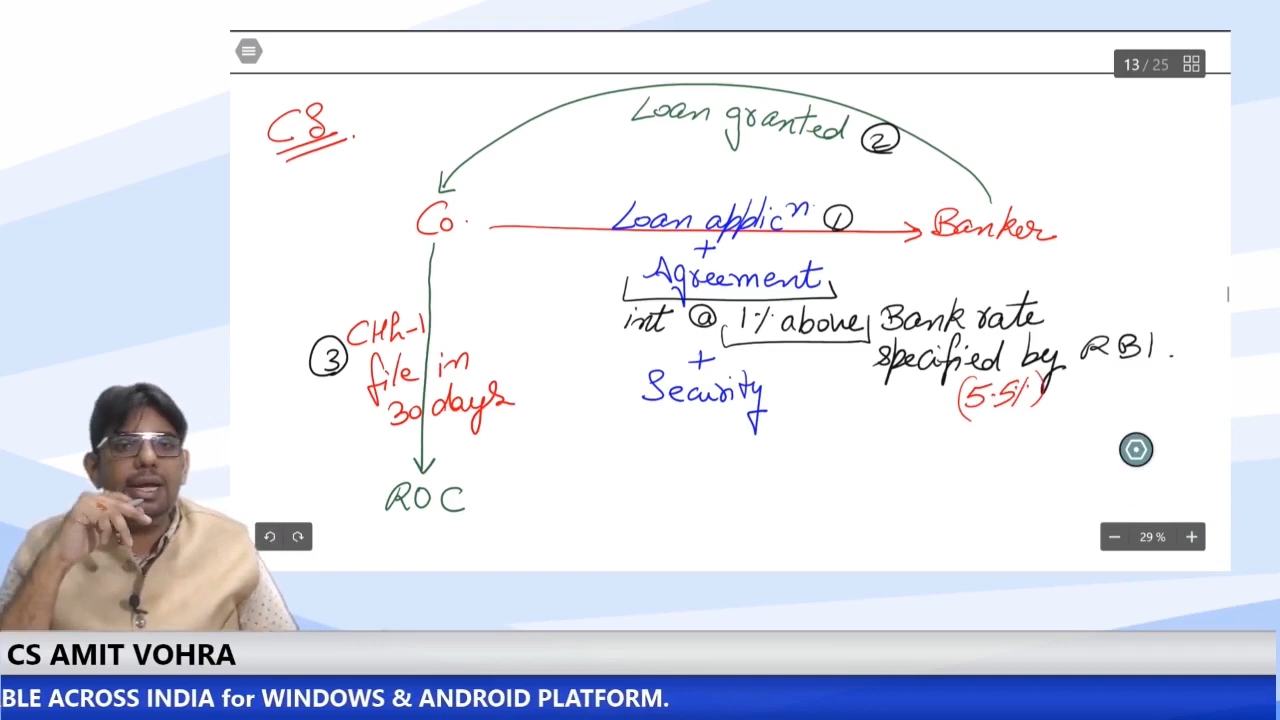 13 / 25
CS.
Loan granted ②
Co.
Loan applicⁿ. ①
Banker
+
Agreement
int @ 1% above Bank rate
specified by RBI.
(5.5%)
+
Security
③ CHh-1
file in
30 days
ROC
29 %
CS AMIT VOHRA
BLE ACROSS INDIA for WINDOWS & ANDROID PLATFORM.